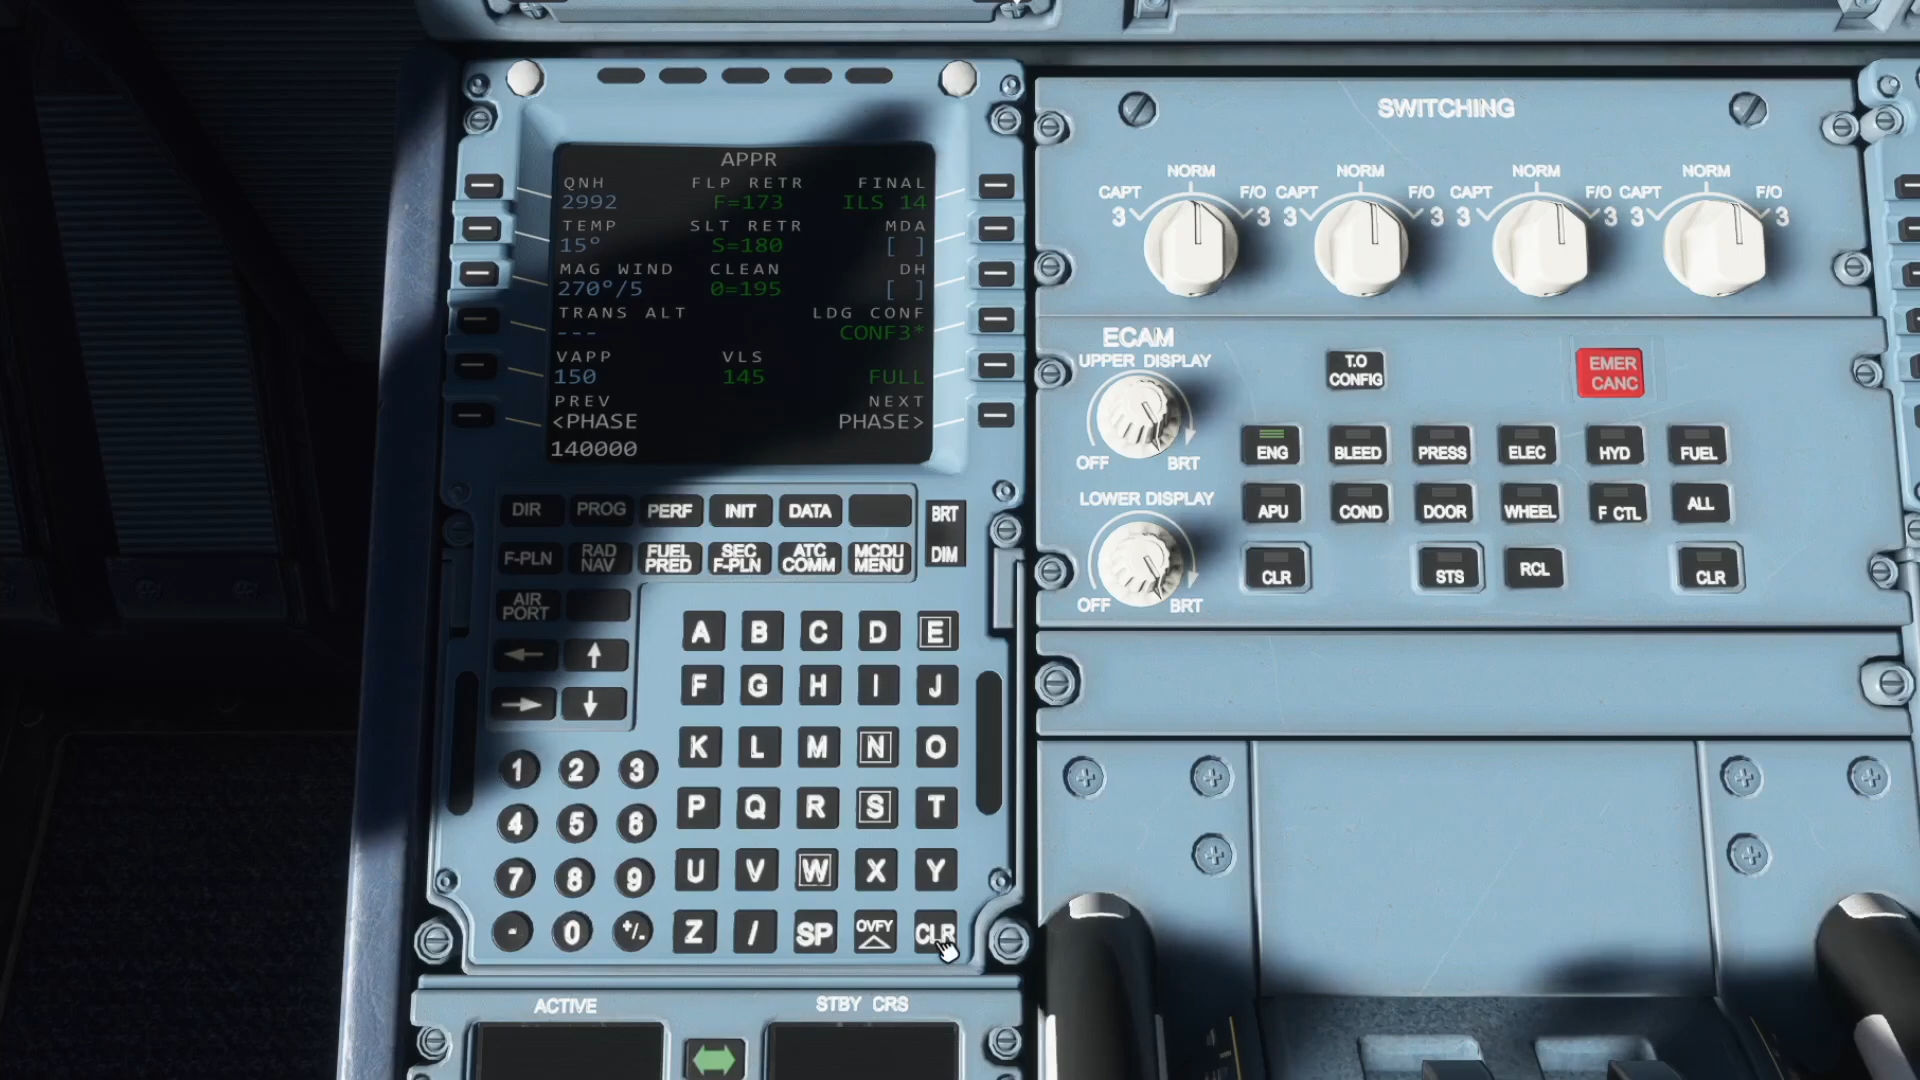 APPR
QNH FLP RETR FINAL
2992 F=173 ILS 14
TEMP SLT RETR MDA
15° S=180 [ ]
MAG WIND CLEAN DH
270°/5 0=195 [ ]
TRANS ALT LDG CONF
--- CONF3*
VAPP VLS
150 145 FULL
PREV NEXT
<PHASE PHASE>
140000
DIR PROG PERF INIT DATA
BRT
DIM
F-PLN RAD NAV FUEL PRED SEC F-PLN ATC COMM MCDU MENU
AIR PORT
← ↑
→ ↓
A B C D E
F G H I J
K L M N O
P Q R S T
U V W X Y
Z / SP OVFY CLR
1 2 3
4 5 6
7 8 9
- 0 +/-
ACTIVE STBY CRS
SWITCHING
NORM NORM NORM NORM
CAPT F/O CAPT F/O CAPT F/O CAPT F/O
3 3 3 3 3 3 3 3
ECAM
UPPER DISPLAY
OFF BRT
LOWER DISPLAY
OFF BRT
T.O CONFIG
EMER CANC
ENG BLEED PRESS ELEC HYD FUEL
APU COND DOOR WHEEL F CTL ALL
CLR STS RCL CLR